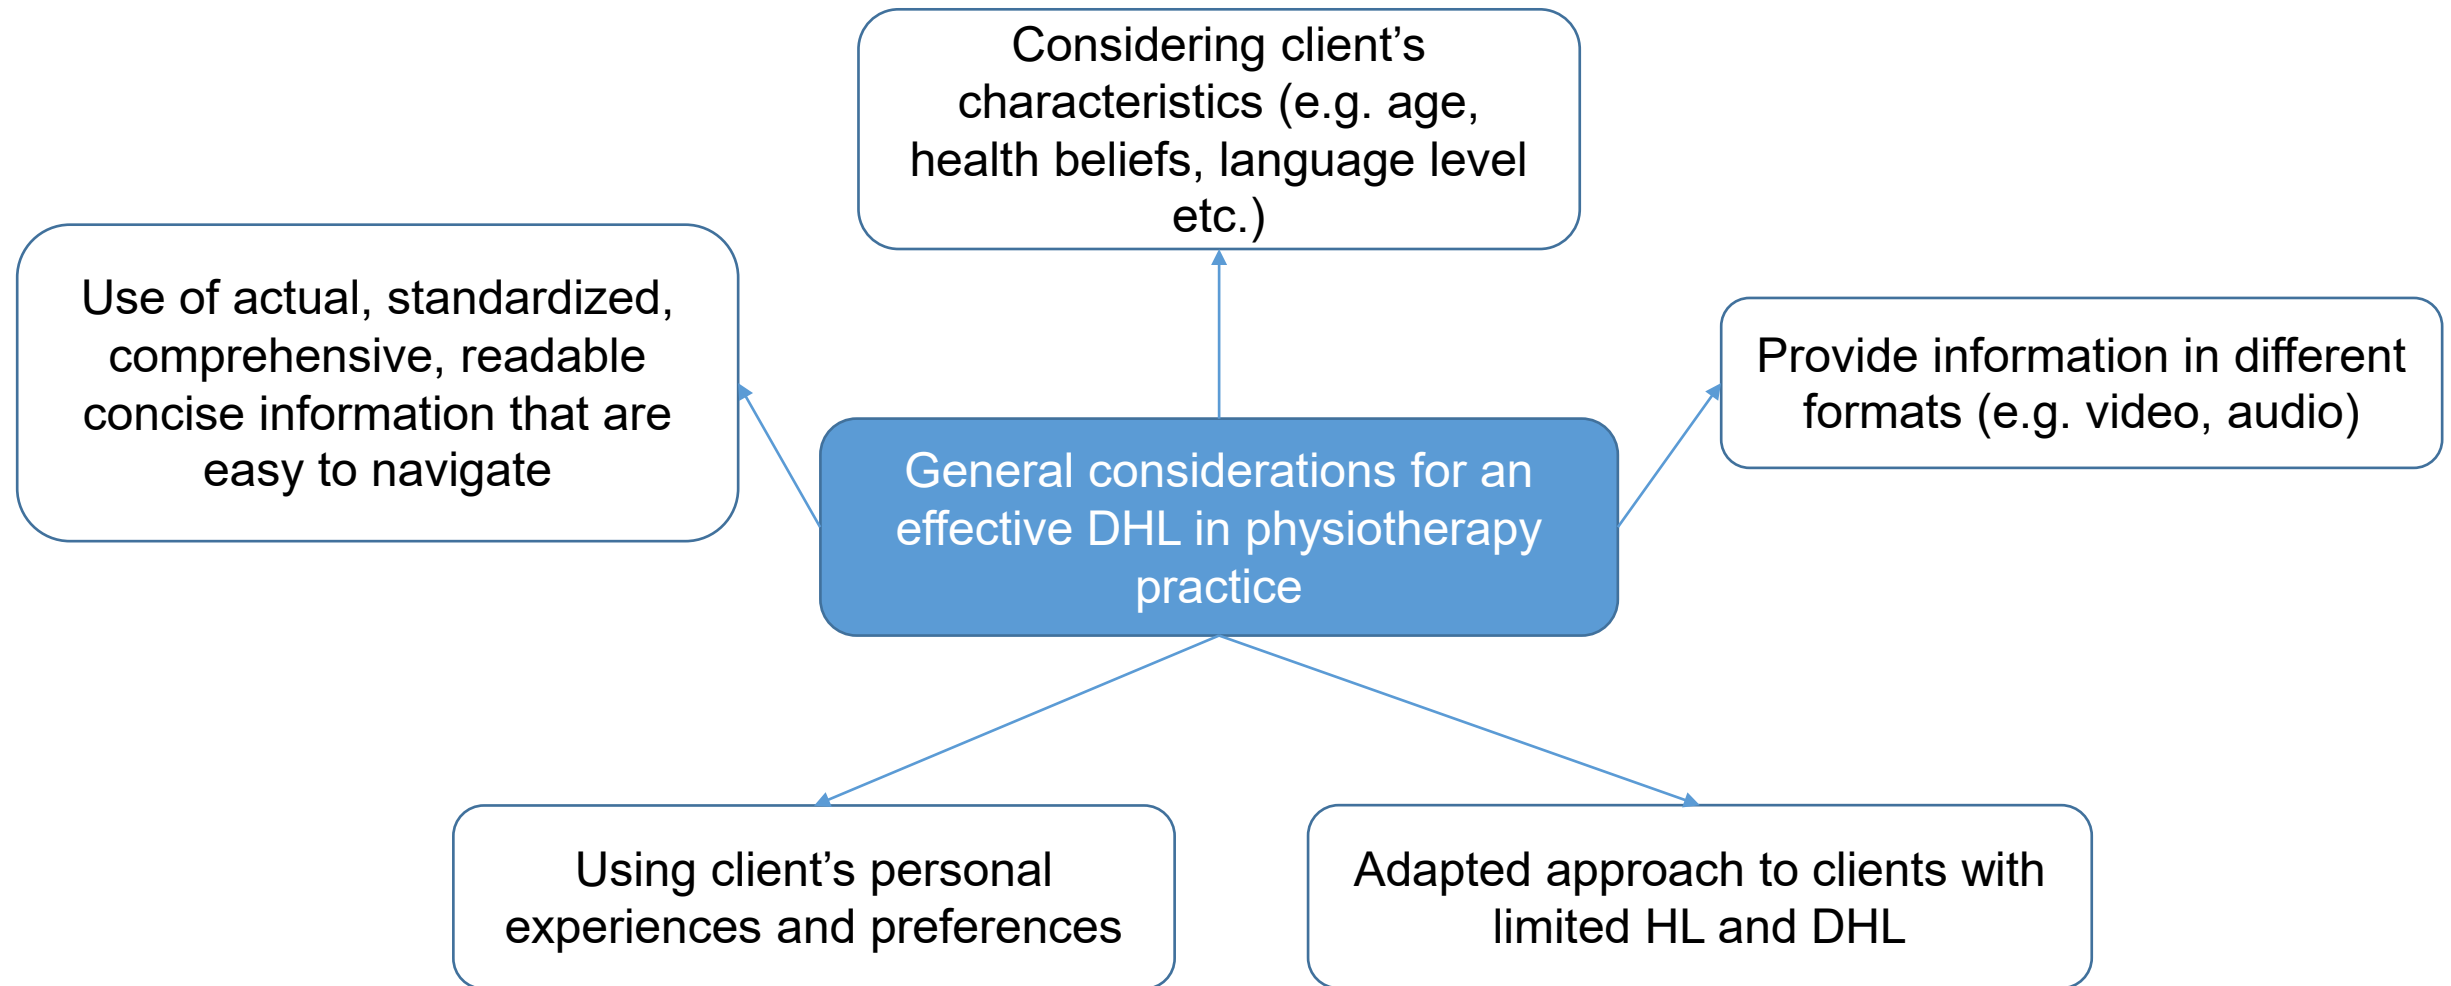 Considering client’s
characteristics (e.g. age,
health beliefs, language level
etc.)
Use of actual, standardized,
comprehensive, readable
concise information that are
easy to navigate
Provide information in different
formats (e.g. video, audio)
General considerations for an
effective DHL in physiotherapy
practice
Using client’s personal
experiences and preferences
Adapted approach to clients with
limited HL and DHL